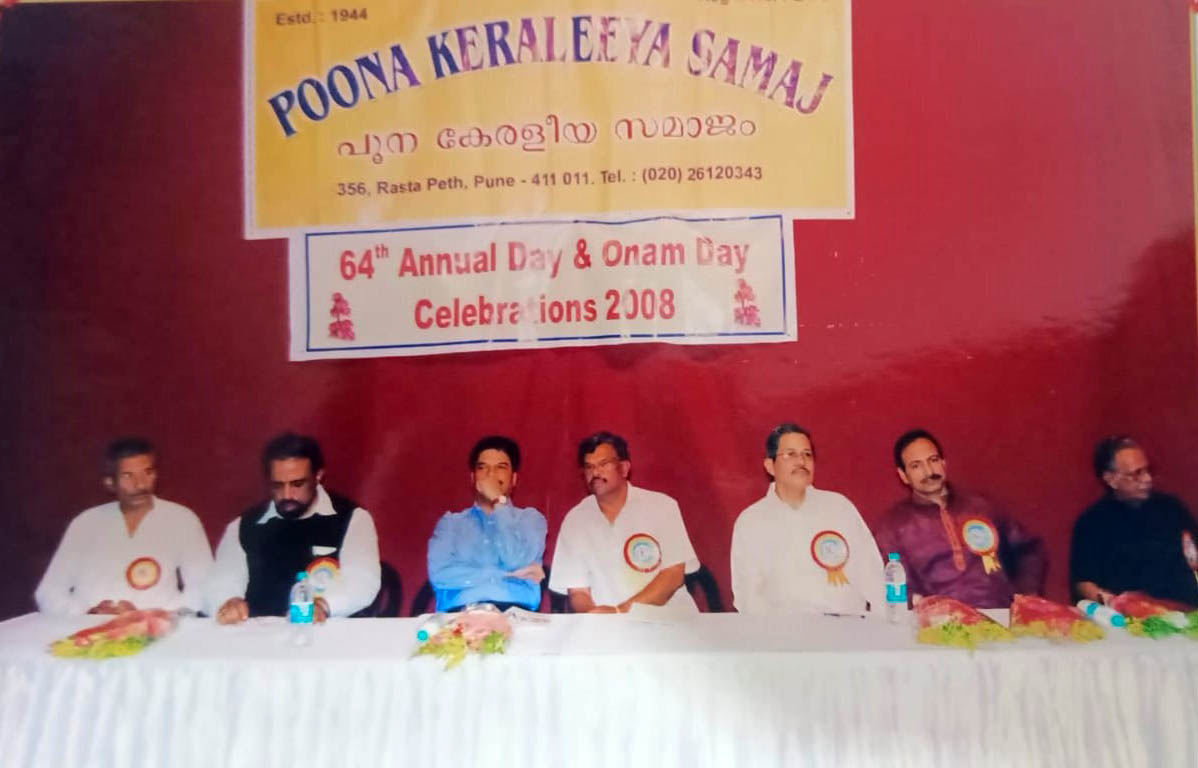 Estd. : 1944
POONA KERALEEYA SAMAJ
പൂന കേരളീയ സമാജം
356, Rasta Peth, Pune - 411 011. Tel. : (020) 26120343
64th Annual Day & Onam Day
Celebrations 2008